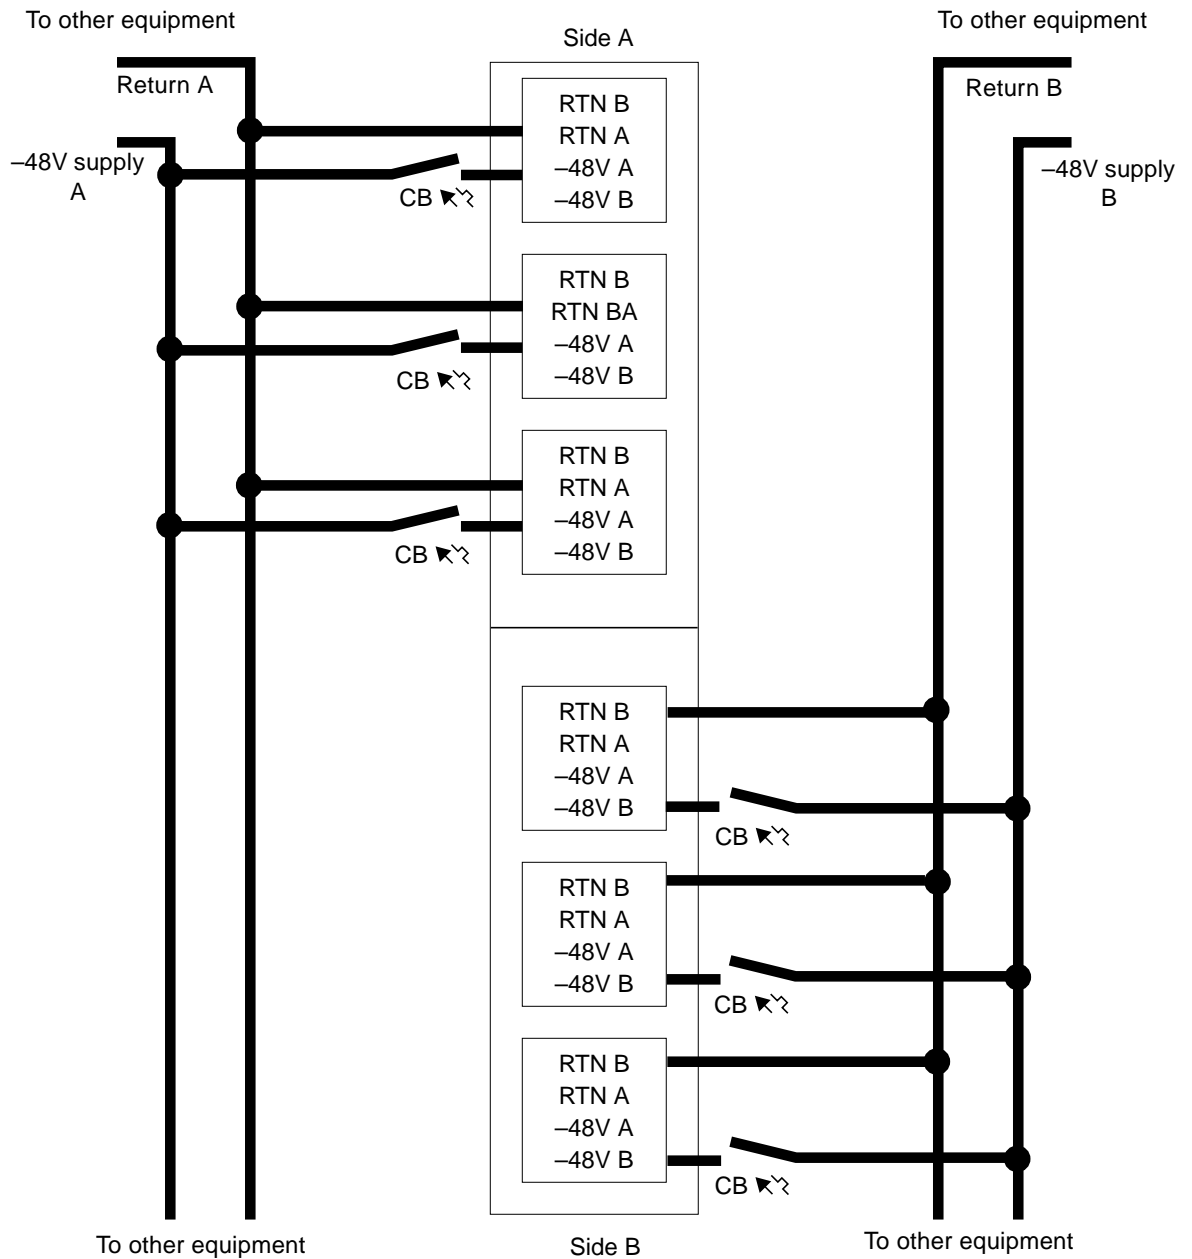 To other equipment
To other equipment
Side A
Return A
Return B
–48V supply
A
–48V supply
B
RTN B
RTN A
–48V A
–48V B
CB
RTN B
RTN BA
–48V A
–48V B
CB
RTN B
RTN A
–48V A
–48V B
CB
RTN B
RTN A
–48V A
–48V B
CB
RTN B
RTN A
–48V A
–48V B
CB
RTN B
RTN A
–48V A
–48V B
CB
To other equipment
Side B
To other equipment